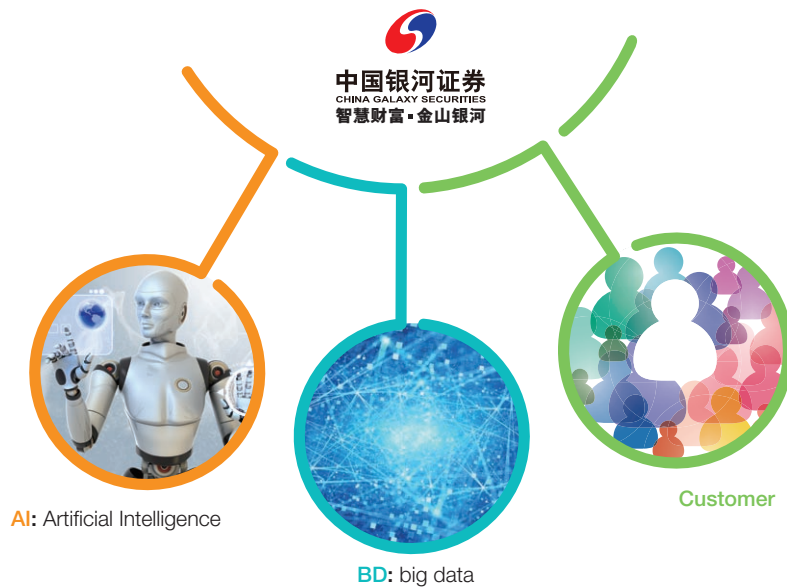 中国银河证券
CHINA GALAXY SECURITIES
智慧财富·金山银河
AI: Artificial Intelligence
Customer
BD: big data